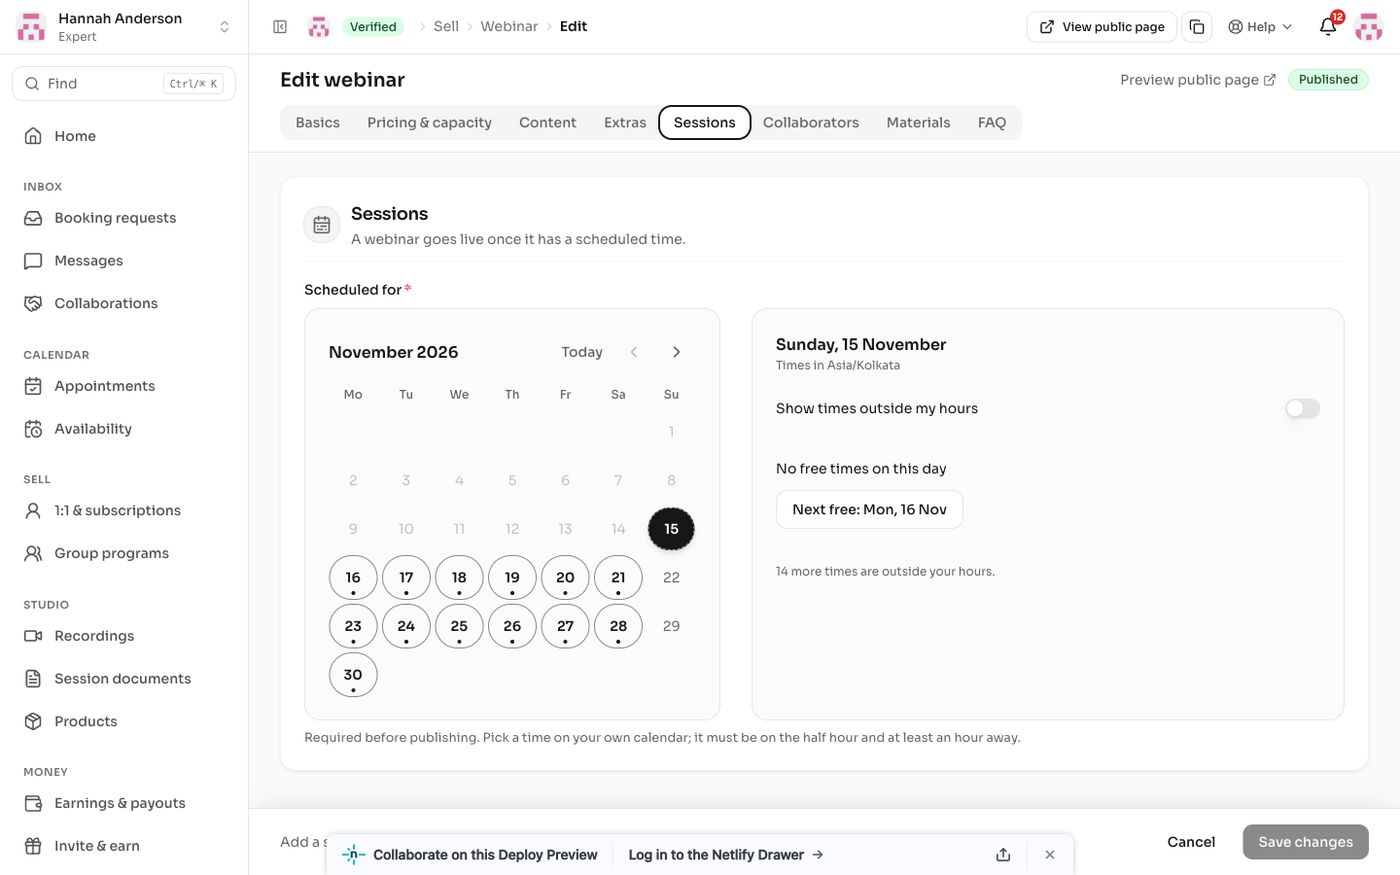 Hannah Anderson
Expert
Find
Ctrl/⌘ K
Home
INBOX
Booking requests
Messages
Collaborations
CALENDAR
Appointments
Availability
SELL
1:1 & subscriptions
Group programs
STUDIO
Recordings
Session documents
Products
MONEY
Earnings & payouts
Invite & earn
Verified
Sell
Webinar
Edit
View public page
Help
12
Edit webinar
Preview public page
Published
Basics
Pricing & capacity
Content
Extras
Sessions
Collaborators
Materials
FAQ
Sessions
A webinar goes live once it has a scheduled time.
Scheduled for*
November 2026
Today
Mo Tu We Th Fr Sa Su
1
2 3 4 5 6 7 8
9 10 11 12 13 14 15
16 17 18 19 20 21 22
23 24 25 26 27 28 29
30
Sunday, 15 November
Times in Asia/Kolkata
Show times outside my hours
No free times on this day
Next free: Mon, 16 Nov
14 more times are outside your hours.
Required before publishing. Pick a time on your own calendar; it must be on the half hour and at least an hour away.
Add a
Cancel
Save changes
Collaborate on this Deploy Preview
Log in to the Netlify Drawer →